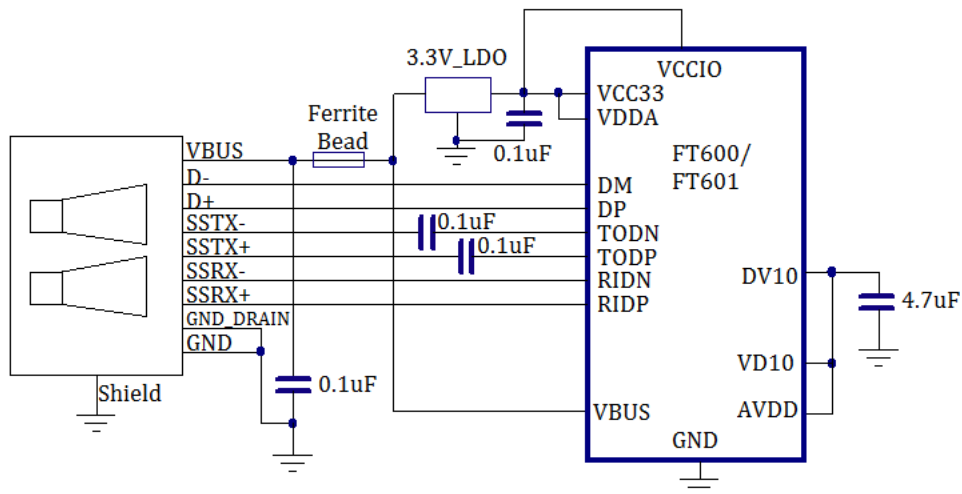 3.3V_LDO
VCCIO
Ferrite
Bead
VCC33
VDDA
0.1uF
VBUS
D-
D+
SSTX-
SSTX+
SSRX-
SSRX+
GND_DRAIN
GND
Shield
0.1uF
0.1uF
0.1uF
FT600/
FT601
DM
DP
TODN
TODP
RIDN
RIDP
VBUS
GND
DV10
VD10
AVDD
4.7uF